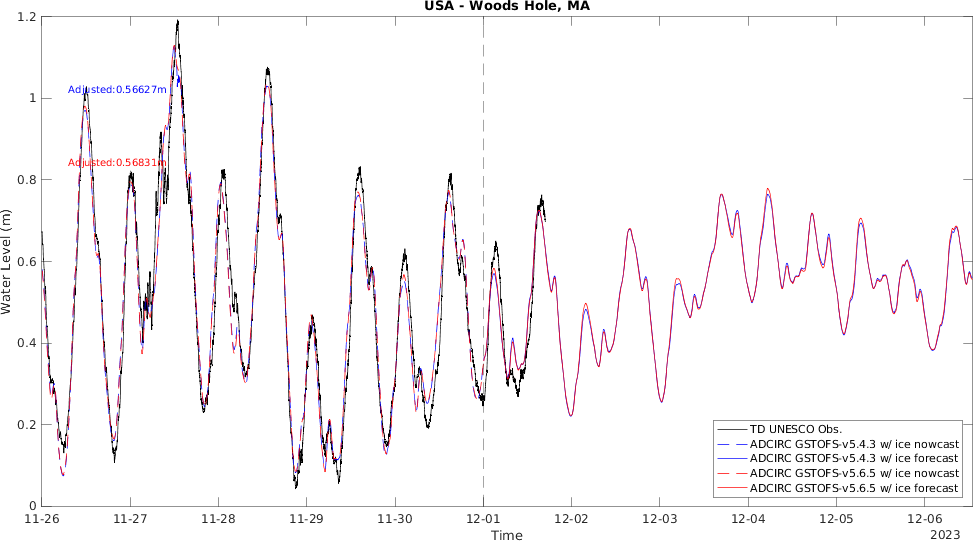 USA - Woods Hole, MA
1.2
1
0.8
0.6
0.4
0.2
0
Water Level (m)
Adjusted:0.56627m
Adjusted:0.56831m
TD UNESCO Obs.
ADCIRC GSTOFS-v5.4.3 w/ ice nowcast
ADCIRC GSTOFS-v5.4.3 w/ ice forecast
ADCIRC GSTOFS-v5.6.5 w/ ice nowcast
ADCIRC GSTOFS-v5.6.5 w/ ice forecast
11-26 11-27 11-28 11-29 11-30 12-01 12-02 12-03 12-04 12-05 12-06
Time
2023